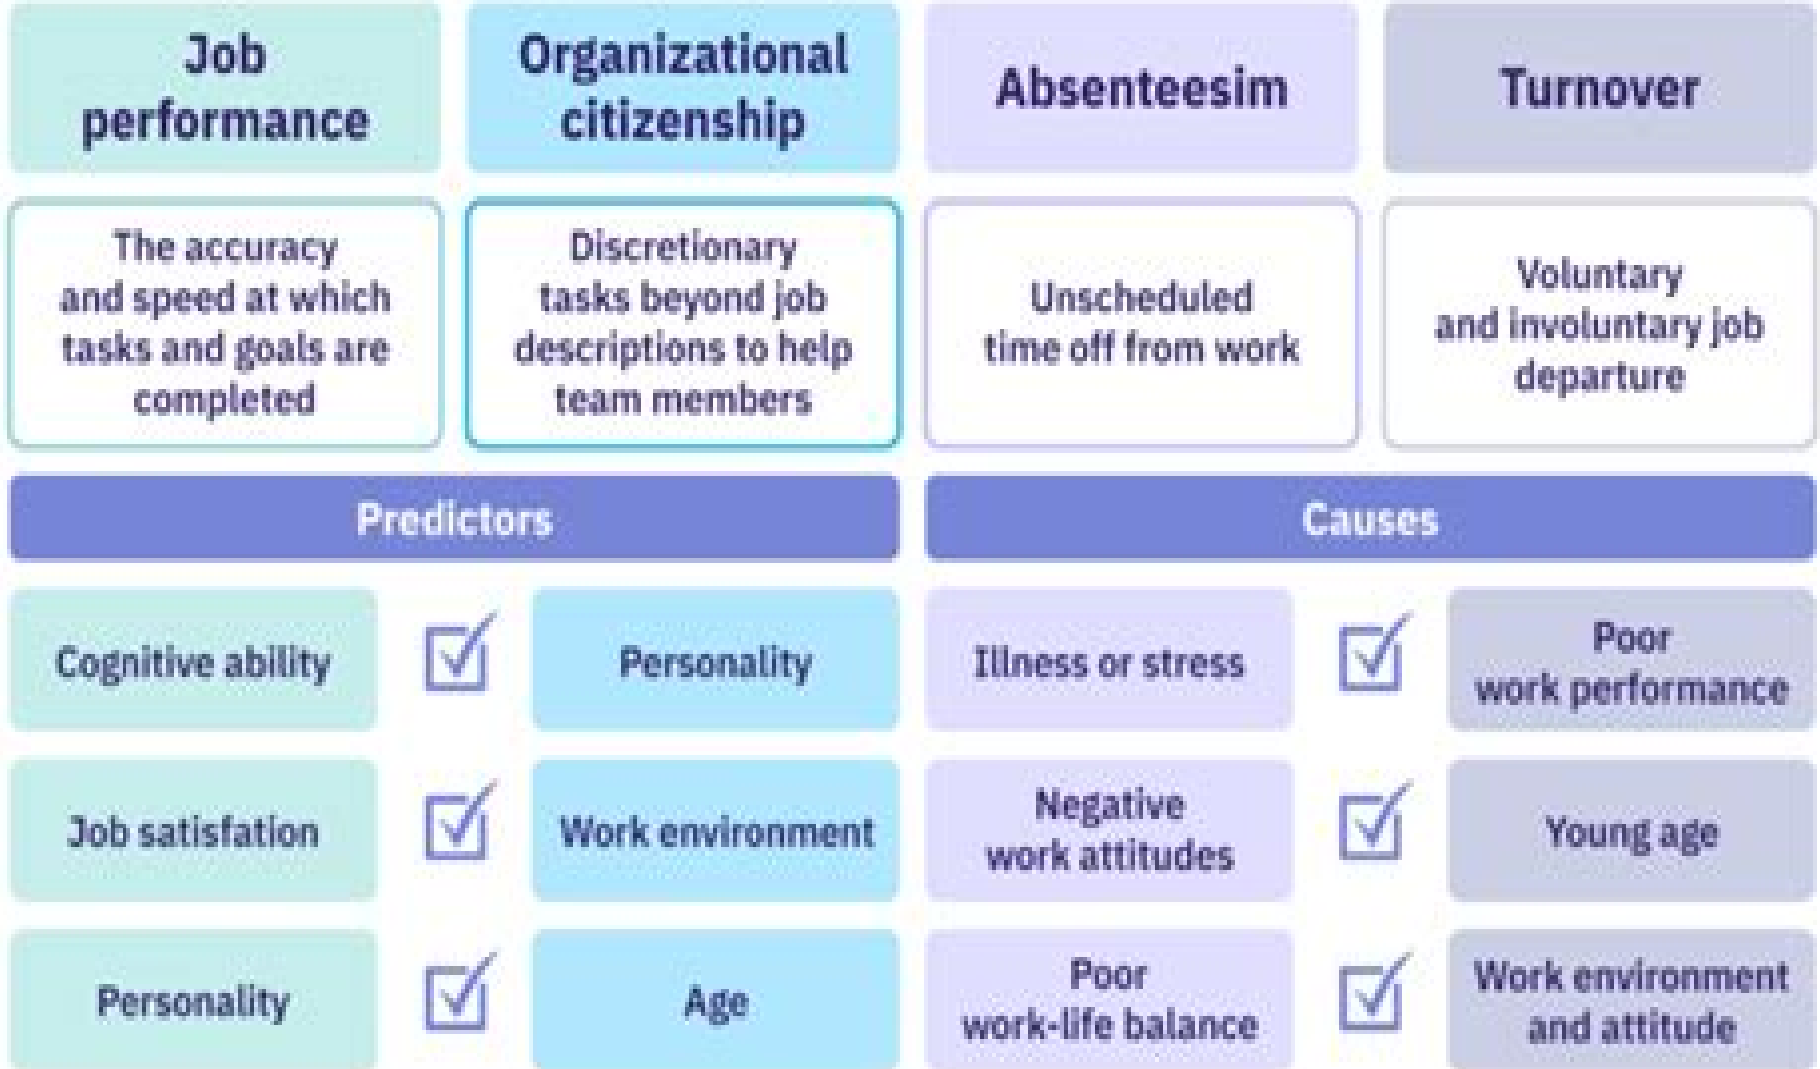 Job
performance
Organizational
citizenship
Absenteesim
Turnover
The accuracy
and speed at which
tasks and goals are
completed
Discretionary
tasks beyond job
descriptions to help
team members
Unscheduled
time off from work
Voluntary
and involuntary job
departure
Predictors
Causes
Cognitive ability
Personality
Illness or stress
Poor
work performance
Job satisfation
Work environment
Negative
work attitudes
Young age
Personality
Age
Poor
work-life balance
Work environment
and attitude